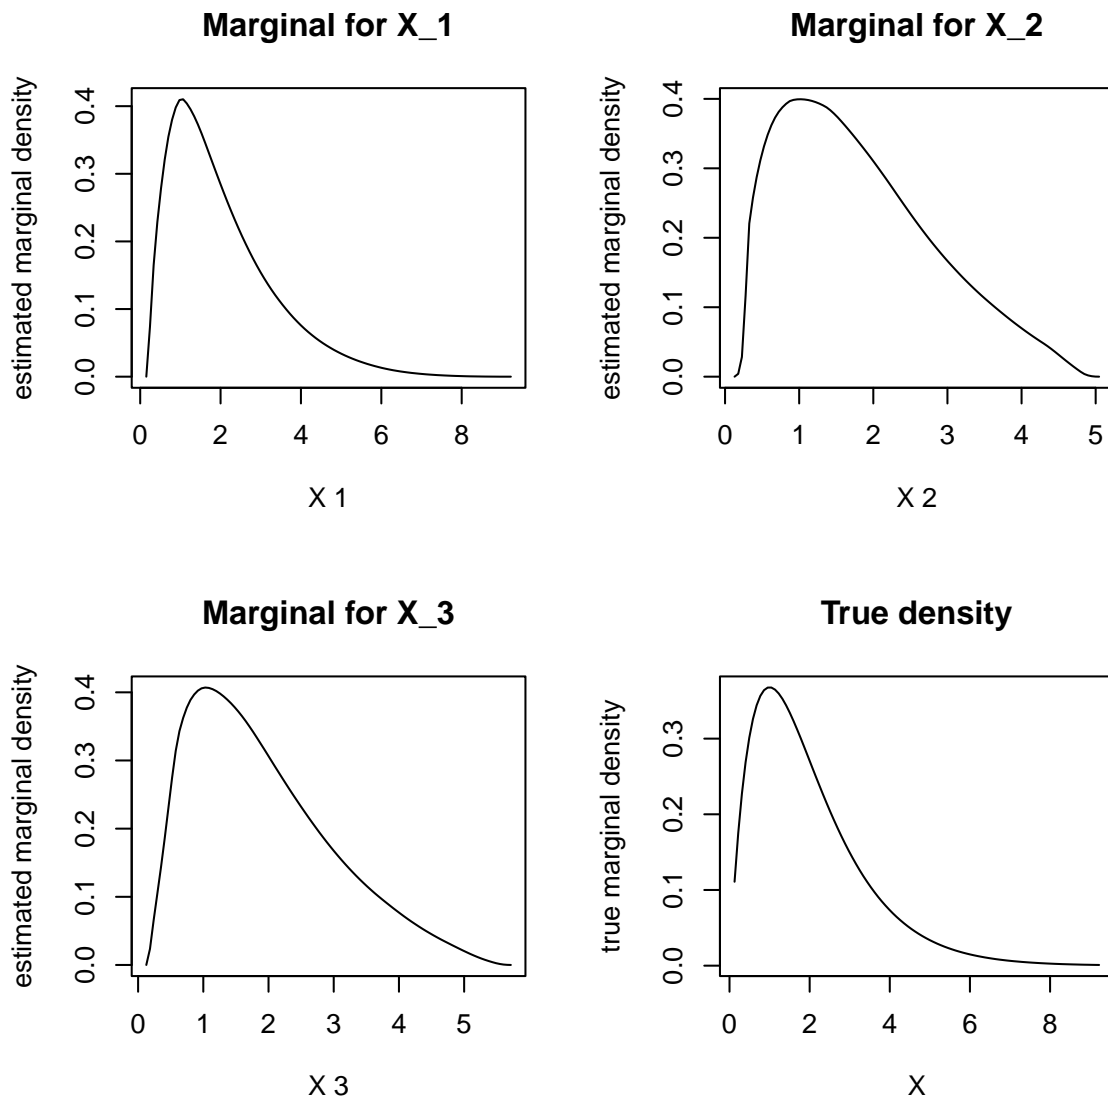 Marginal for X_1
estimated marginal density
0.0 0.1 0.2 0.3 0.4
0 2 4 6 8
X 1
Marginal for X_2
estimated marginal density
0.0 0.1 0.2 0.3 0.4
0 1 2 3 4 5
X 2
Marginal for X_3
estimated marginal density
0.0 0.1 0.2 0.3 0.4
0 1 2 3 4 5
X 3
True density
true marginal density
0.0 0.1 0.2 0.3
0 2 4 6 8
X